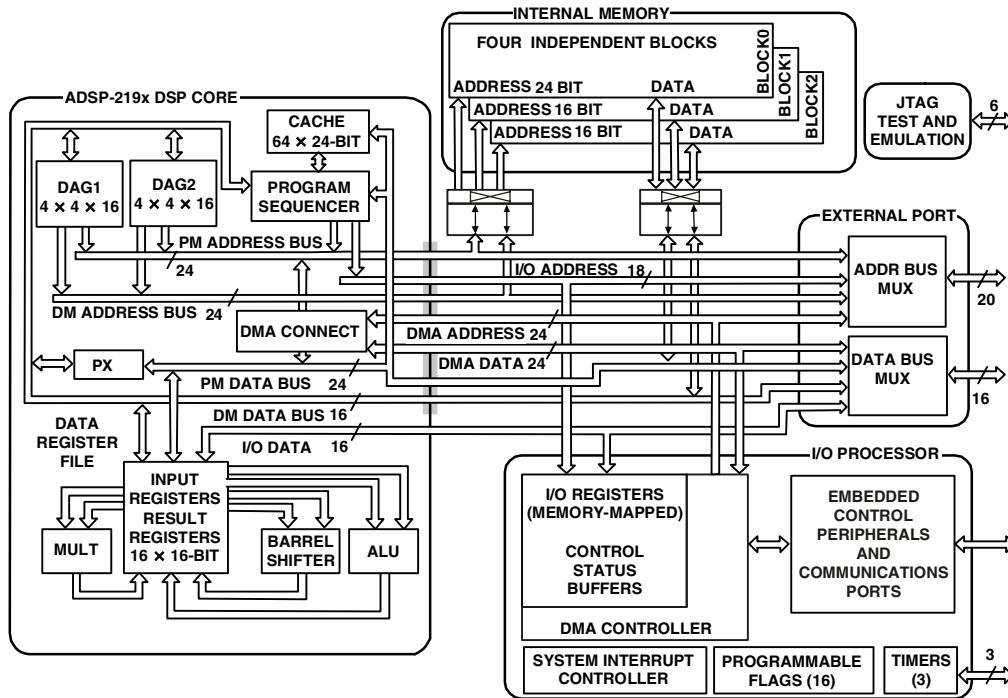 INTERNAL MEMORY
FOUR INDEPENDENT BLOCKS
BLOCK0
BLOCK1
BLOCK2
ADDRESS 24 BIT
DATA
ADDRESS 16 BIT
DATA
ADDRESS 16 BIT
DATA
JTAG
TEST AND
EMULATION
6
ADSP-219x DSP CORE
CACHE
64 × 24-BIT
DAG1
4 × 4 × 16
DAG2
4 × 4 × 16
PROGRAM
SEQUENCER
EXTERNAL PORT
PM ADDRESS BUS
24
I/O ADDRESS
18
ADDR BUS
MUX
20
DM ADDRESS BUS
24
DMA CONNECT
DMA ADDRESS
24
DMA DATA
24
PX
PM DATA BUS
24
DATA BUS
MUX
16
DM DATA BUS
16
DATA
REGISTER
FILE
I/O DATA
16
I/O PROCESSOR
INPUT
REGISTERS
RESULT
REGISTERS
16 × 16-BIT
MULT
BARREL
SHIFTER
ALU
I/O REGISTERS
(MEMORY-MAPPED)
CONTROL
STATUS
BUFFERS
DMA CONTROLLER
EMBEDDED
CONTROL
PERIPHERALS
AND
COMMUNICATIONS
PORTS
SYSTEM INTERRUPT
CONTROLLER
PROGRAMMABLE
FLAGS (16)
TIMERS
(3)
3